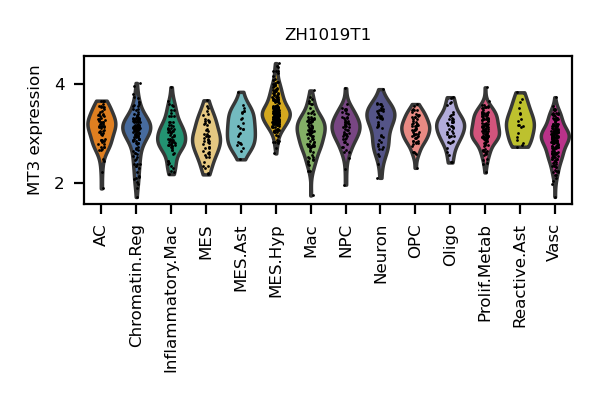 ZH1019T1
MT3 expression
4
2
AC
Chromatin.Reg
Inflammatory.Mac
MES
MES.Ast
MES.Hyp
Mac
NPC
Neuron
OPC
Oligo
Prolif.Metab
Reactive.Ast
Vasc